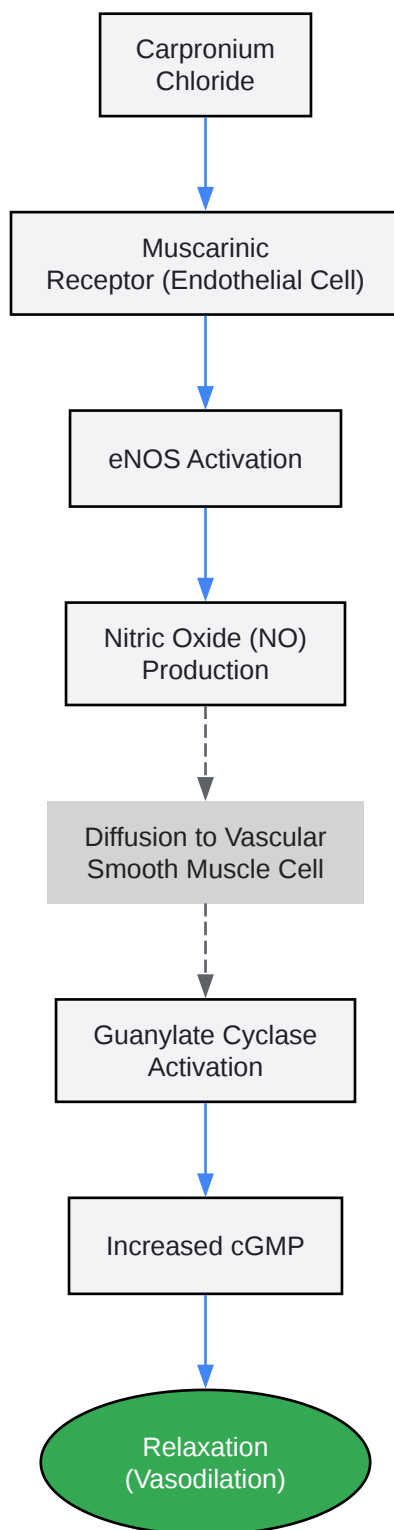 Carpronium
Chloride
Muscarinic
Receptor (Endothelial Cell)
eNOS Activation
Nitric Oxide (NO)
Production
Diffusion to Vascular
Smooth Muscle Cell
Guanylate Cyclase
Activation
Increased cGMP
Relaxation
(Vasodilation)